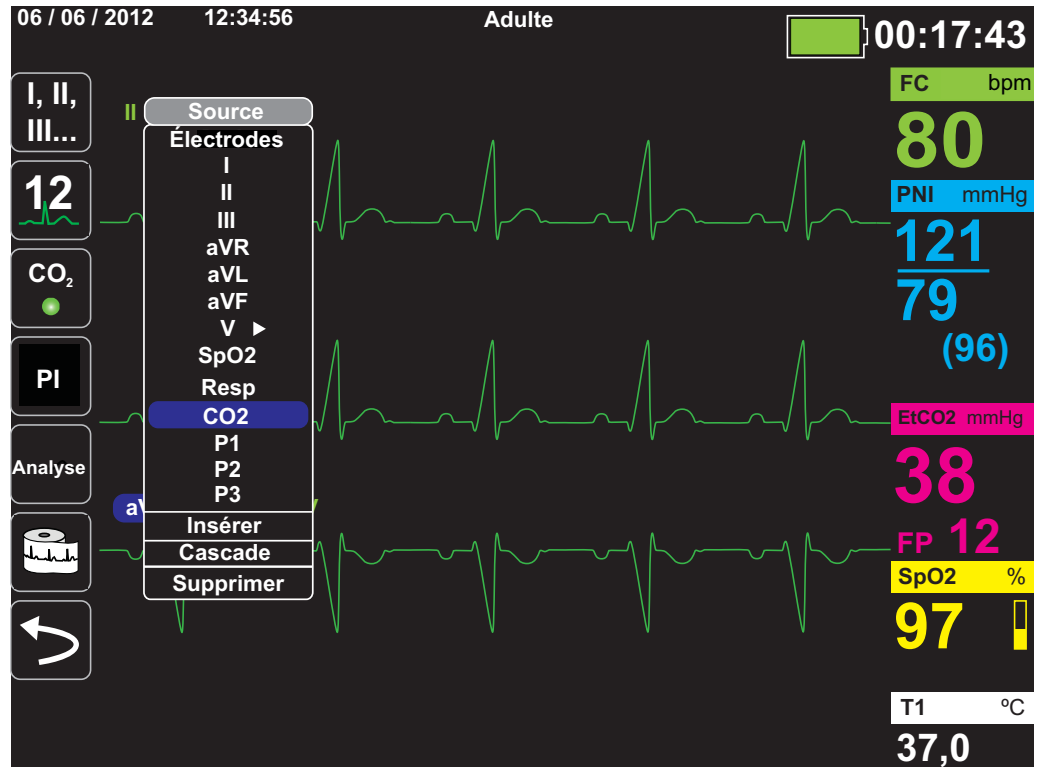 06 / 06 / 2012 12:34:56 Adulte 00:17:43
I, II,
III...
12
CO2
PI
Analyse
II
Source
Électrodes
I
II
III
aVR
aVL
aVF
V
SpO2
Resp
CO2
P1
P2
P3
Insérer
Cascade
Supprimer
FC bpm
80
PNI mmHg
121
79
(96)
EtCO2 mmHg
38
FP 12
SpO2 %
97
T1 ºC
37,0